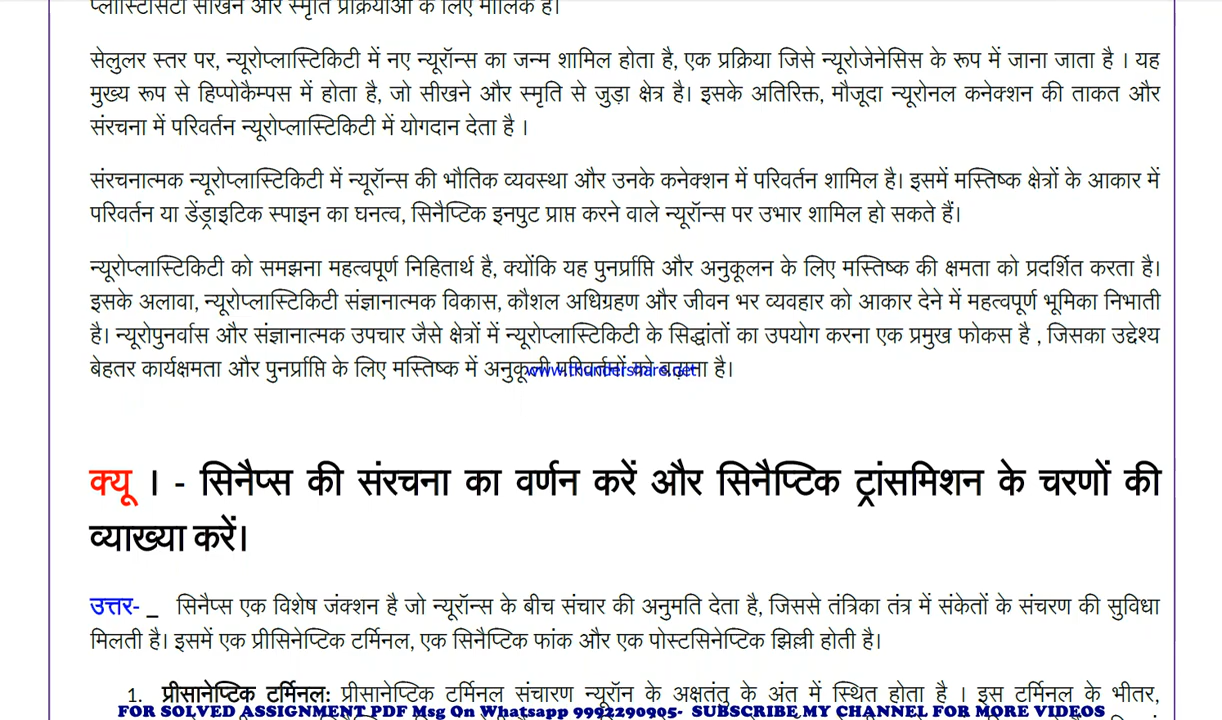 प्लास्टिसिटी सीखने और स्मृति प्रक्रियाओं के लिए मौलिक है।
सेलुलर स्तर पर, न्यूरोप्लास्टिकिटी में नए न्यूरॉन्स का जन्म शामिल होता है, एक प्रक्रिया जिसे न्यूरोजेनेसिस के रूप में जाना जाता है । यह
मुख्य रूप से हिप्पोकैम्पस में होता है, जो सीखने और स्मृति से जुड़ा क्षेत्र है। इसके अतिरिक्त, मौजूदा न्यूरोनल कनेक्शन की ताकत और
संरचना में परिवर्तन न्यूरोप्लास्टिकिटी में योगदान देता है ।
संरचनात्मक न्यूरोप्लास्टिकिटी में न्यूरॉन्स की भौतिक व्यवस्था और उनके कनेक्शन में परिवर्तन शामिल है। इसमें मस्तिष्क क्षेत्रों के आकार में
परिवर्तन या डेंड्राइटिक स्पाइन का घनत्व, सिनैप्टिक इनपुट प्राप्त करने वाले न्यूरॉन्स पर उभार शामिल हो सकते हैं।
न्यूरोप्लास्टिकिटी को समझना महत्वपूर्ण निहितार्थ है, क्योंकि यह पुनर्प्राप्ति और अनुकूलन के लिए मस्तिष्क की क्षमता को प्रदर्शित करता है।
इसके अलावा, न्यूरोप्लास्टिकिटी संज्ञानात्मक विकास, कौशल अधिग्रहण और जीवन भर व्यवहार को आकार देने में महत्वपूर्ण भूमिका निभाती
है। न्यूरोपुनर्वास और संज्ञानात्मक उपचार जैसे क्षेत्रों में न्यूरोप्लास्टिकिटी के सिद्धांतों का उपयोग करना एक प्रमुख फोकस है , जिसका उद्देश्य
बेहतर कार्यक्षमता और पुनर्प्राप्ति के लिए मस्तिष्क में अनुकूली परिवर्तनों को बढ़ाना है।
क्यू । - सिनैप्स की संरचना का वर्णन करें और सिनैप्टिक ट्रांसमिशन के चरणों की
व्याख्या करें।
उत्तर- _ सिनैप्स एक विशेष जंक्शन है जो न्यूरॉन्स के बीच संचार की अनुमति देता है, जिससे तंत्रिका तंत्र में संकेतों के संचरण की सुविधा
मिलती है। इसमें एक प्रीसिनेप्टिक टर्मिनल, एक सिनैप्टिक फांक और एक पोस्टसिनेप्टिक झिल्ली होती है।
1. प्रीसानेप्टिक टर्मिनल: प्रीसानेप्टिक टर्मिनल संचारण न्यूरॉन के अक्षतंतु के अंत में स्थित होता है । इस टर्मिनल के भीतर,
FOR SOLVED ASSIGNMENT PDF Msg On Whatsapp 9992290905- SUBSCRIBE MY CHANNEL FOR MORE VIDEOS